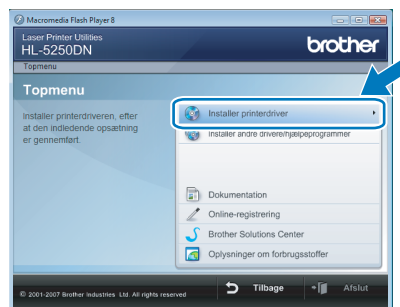 Macromedia Flash Player 8
Laser Printer Utilities
HL-5250DN
brother
Topmenu
Topmenu
Installer printerdriveren, efter
at den indledende opsætning
er gennemført.
Installer printerdriver
Installer andre drivere/hjælpeprogrammer
Dokumentation
Online-registrering
Brother Solutions Center
Oplysninger om forbrugsstoffer
© 2001-2007 Brother Industries Ltd. All rights reserved
Tilbage
Afslut